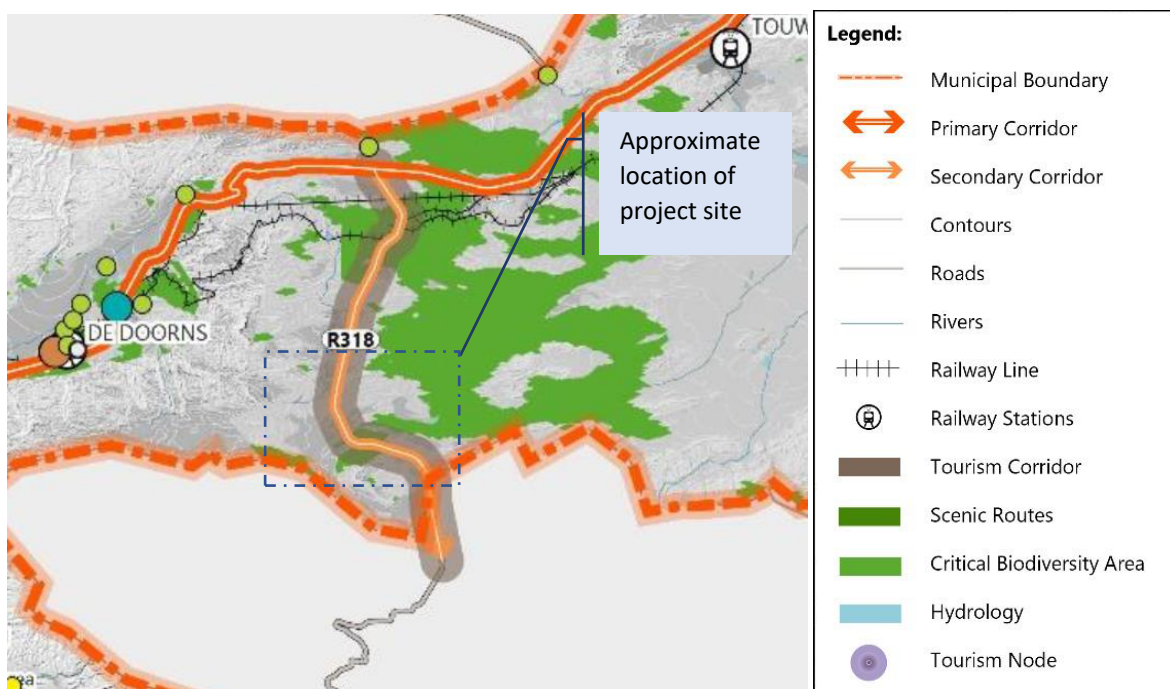 TOUW
Approximate
location of
project site
DE DOORNS
R318
Legend:
Municipal Boundary
Primary Corridor
Secondary Corridor
Contours
Roads
Rivers
Railway Line
Railway Stations
Tourism Corridor
Scenic Routes
Critical Biodiversity Area
Hydrology
Tourism Node